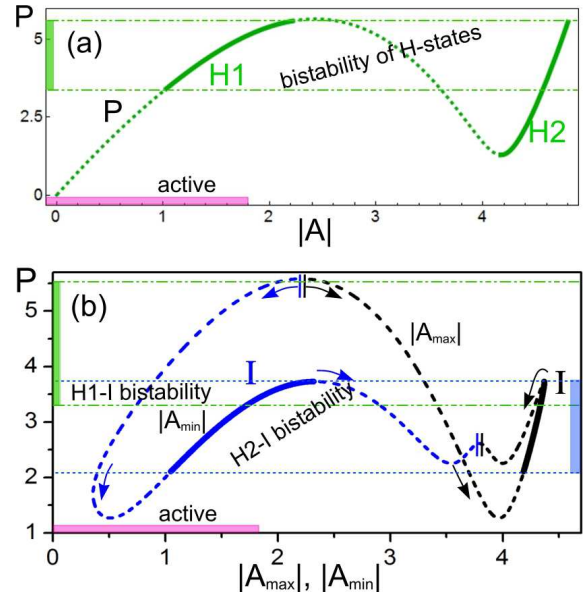 P
(a)
5
bistability of H-states
H1
P
2.5
H2
active
0
0
1
2
3
4
|A|
P
(b)
5
|Amax|
4
I
I
H1-I bistability
3
|Amin|
H2-I bistability
2
active
1
0
1
2
3
4
|Amax|, |Amin|